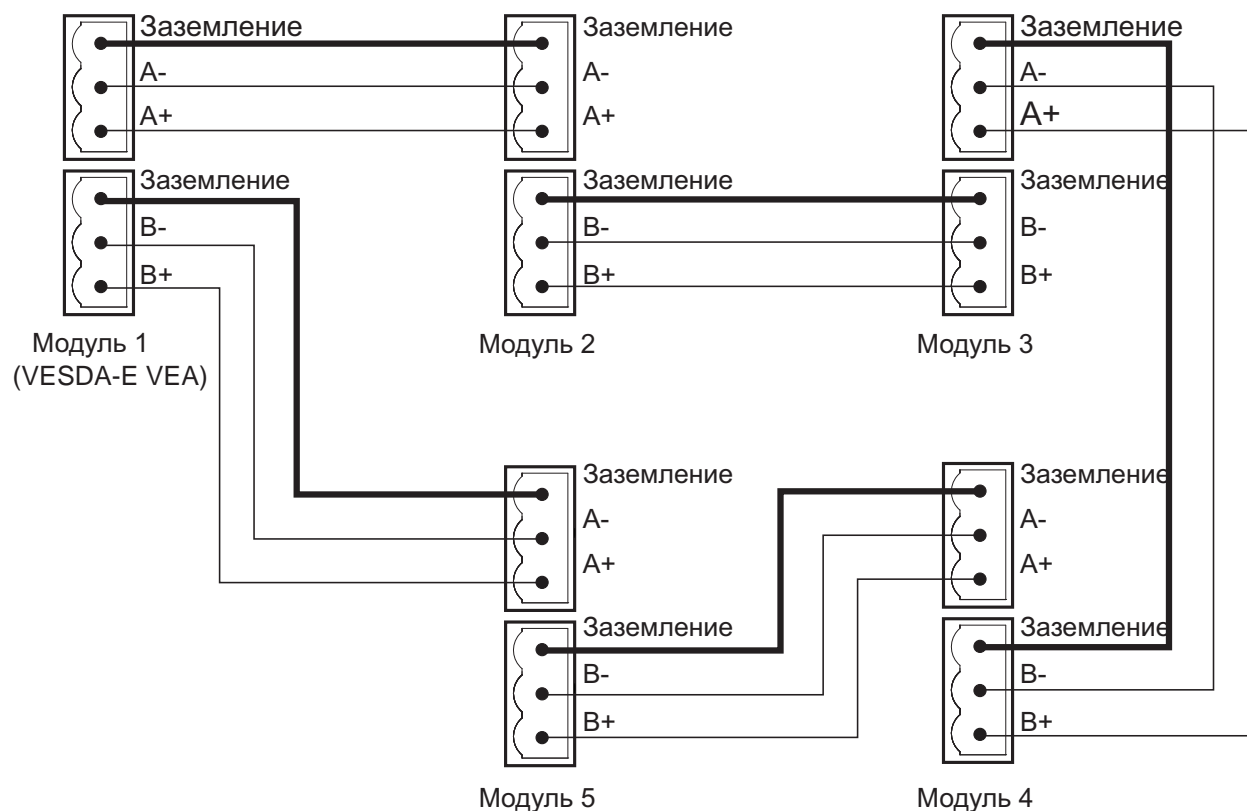 Заземление
A-
A+
Заземление
B-
B+
Модуль 1
(VESDA-E VEA)
Заземление
A-
A+
Заземление
B-
B+
Модуль 2
Заземление
A-
A+
Заземление
B-
B+
Модуль 3
Заземление
A-
A+
Заземление
B-
B+
Модуль 5
Заземление
A-
A+
Заземление
B-
B+
Модуль 4